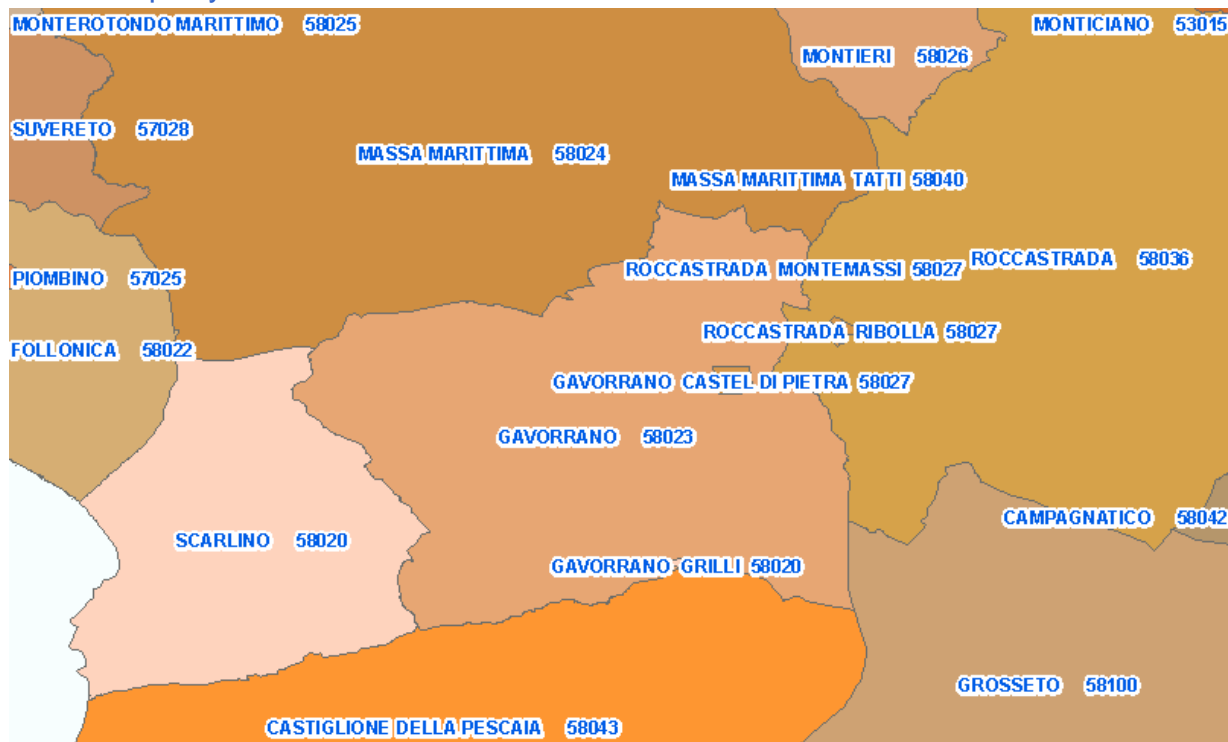 MONTEROTONDO MARITTIMO 58025
MONTICIANO 53015
MONTIERI 58026
SUVERETO 57028
MASSA MARITTIMA 58024
MASSA MARITTIMA TATTI 58040
ROCCASTRADA 58036
ROCCASTRADA MONTEMASSI 58027
PIOMBINO 57025
ROCCASTRADA RIBOLLA 58027
FOLLONICA 58022
GAVORRANO CASTEL DI PIETRA 58027
GAVORRANO 58023
CAMPAGNATICO 58042
SCARLINO 58020
GAVORRANO GRILLI 58020
GROSSETO 58100
CASTIGLIONE DELLA PESCAIA 58043